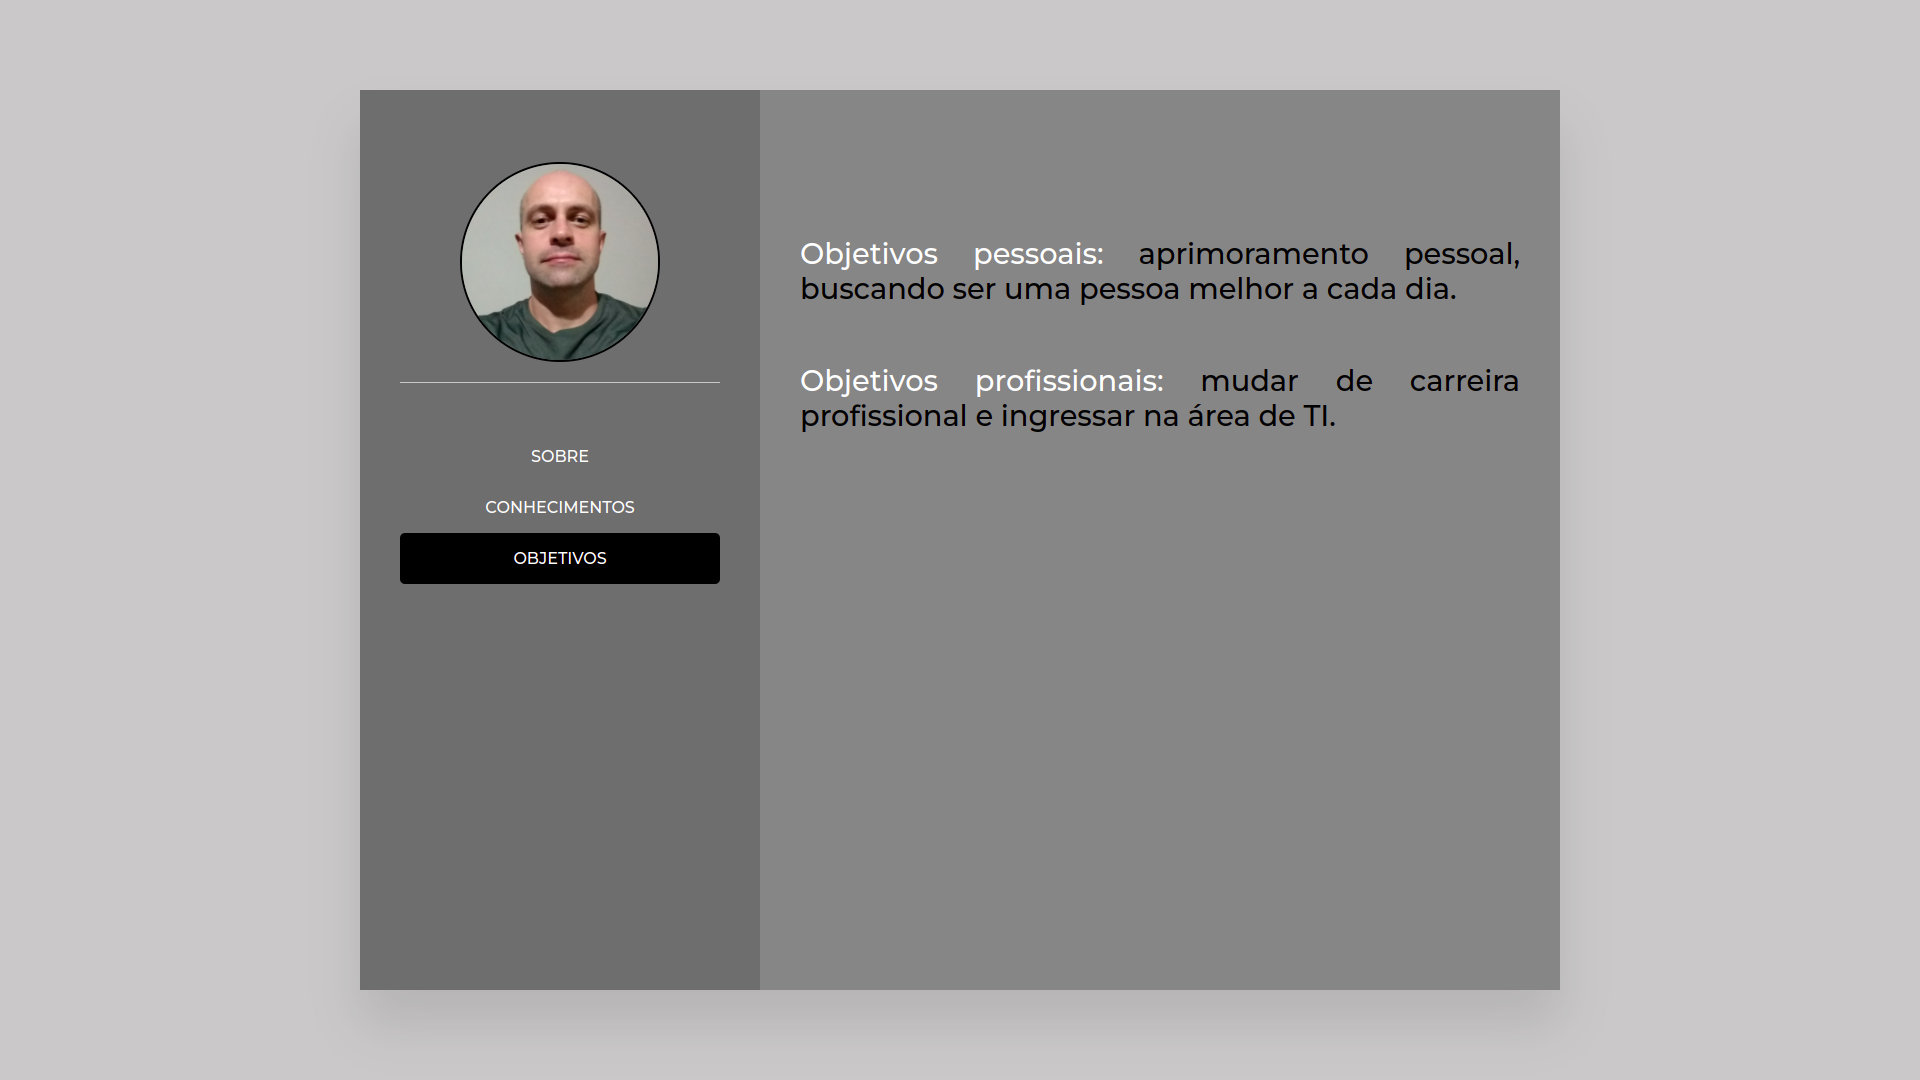 SOBRE
CONHECIMENTOS
OBJETIVOS
Objetivos pessoais: aprimoramento pessoal,
buscando ser uma pessoa melhor a cada dia.
Objetivos profissionais: mudar de carreira
profissional e ingressar na área de TI.